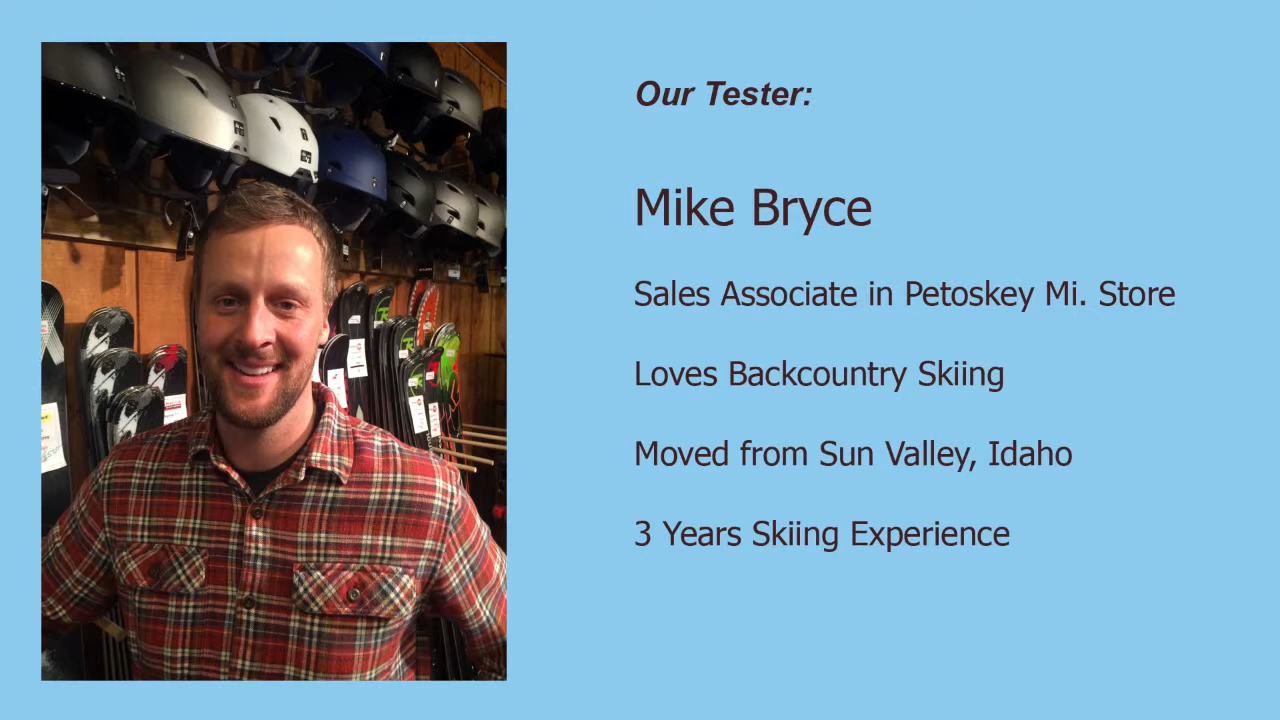 Our Tester:
Mike Bryce
Sales Associate in Petoskey Mi. Store
Loves Backcountry Skiing
Moved from Sun Valley, Idaho
3 Years Skiing Experience